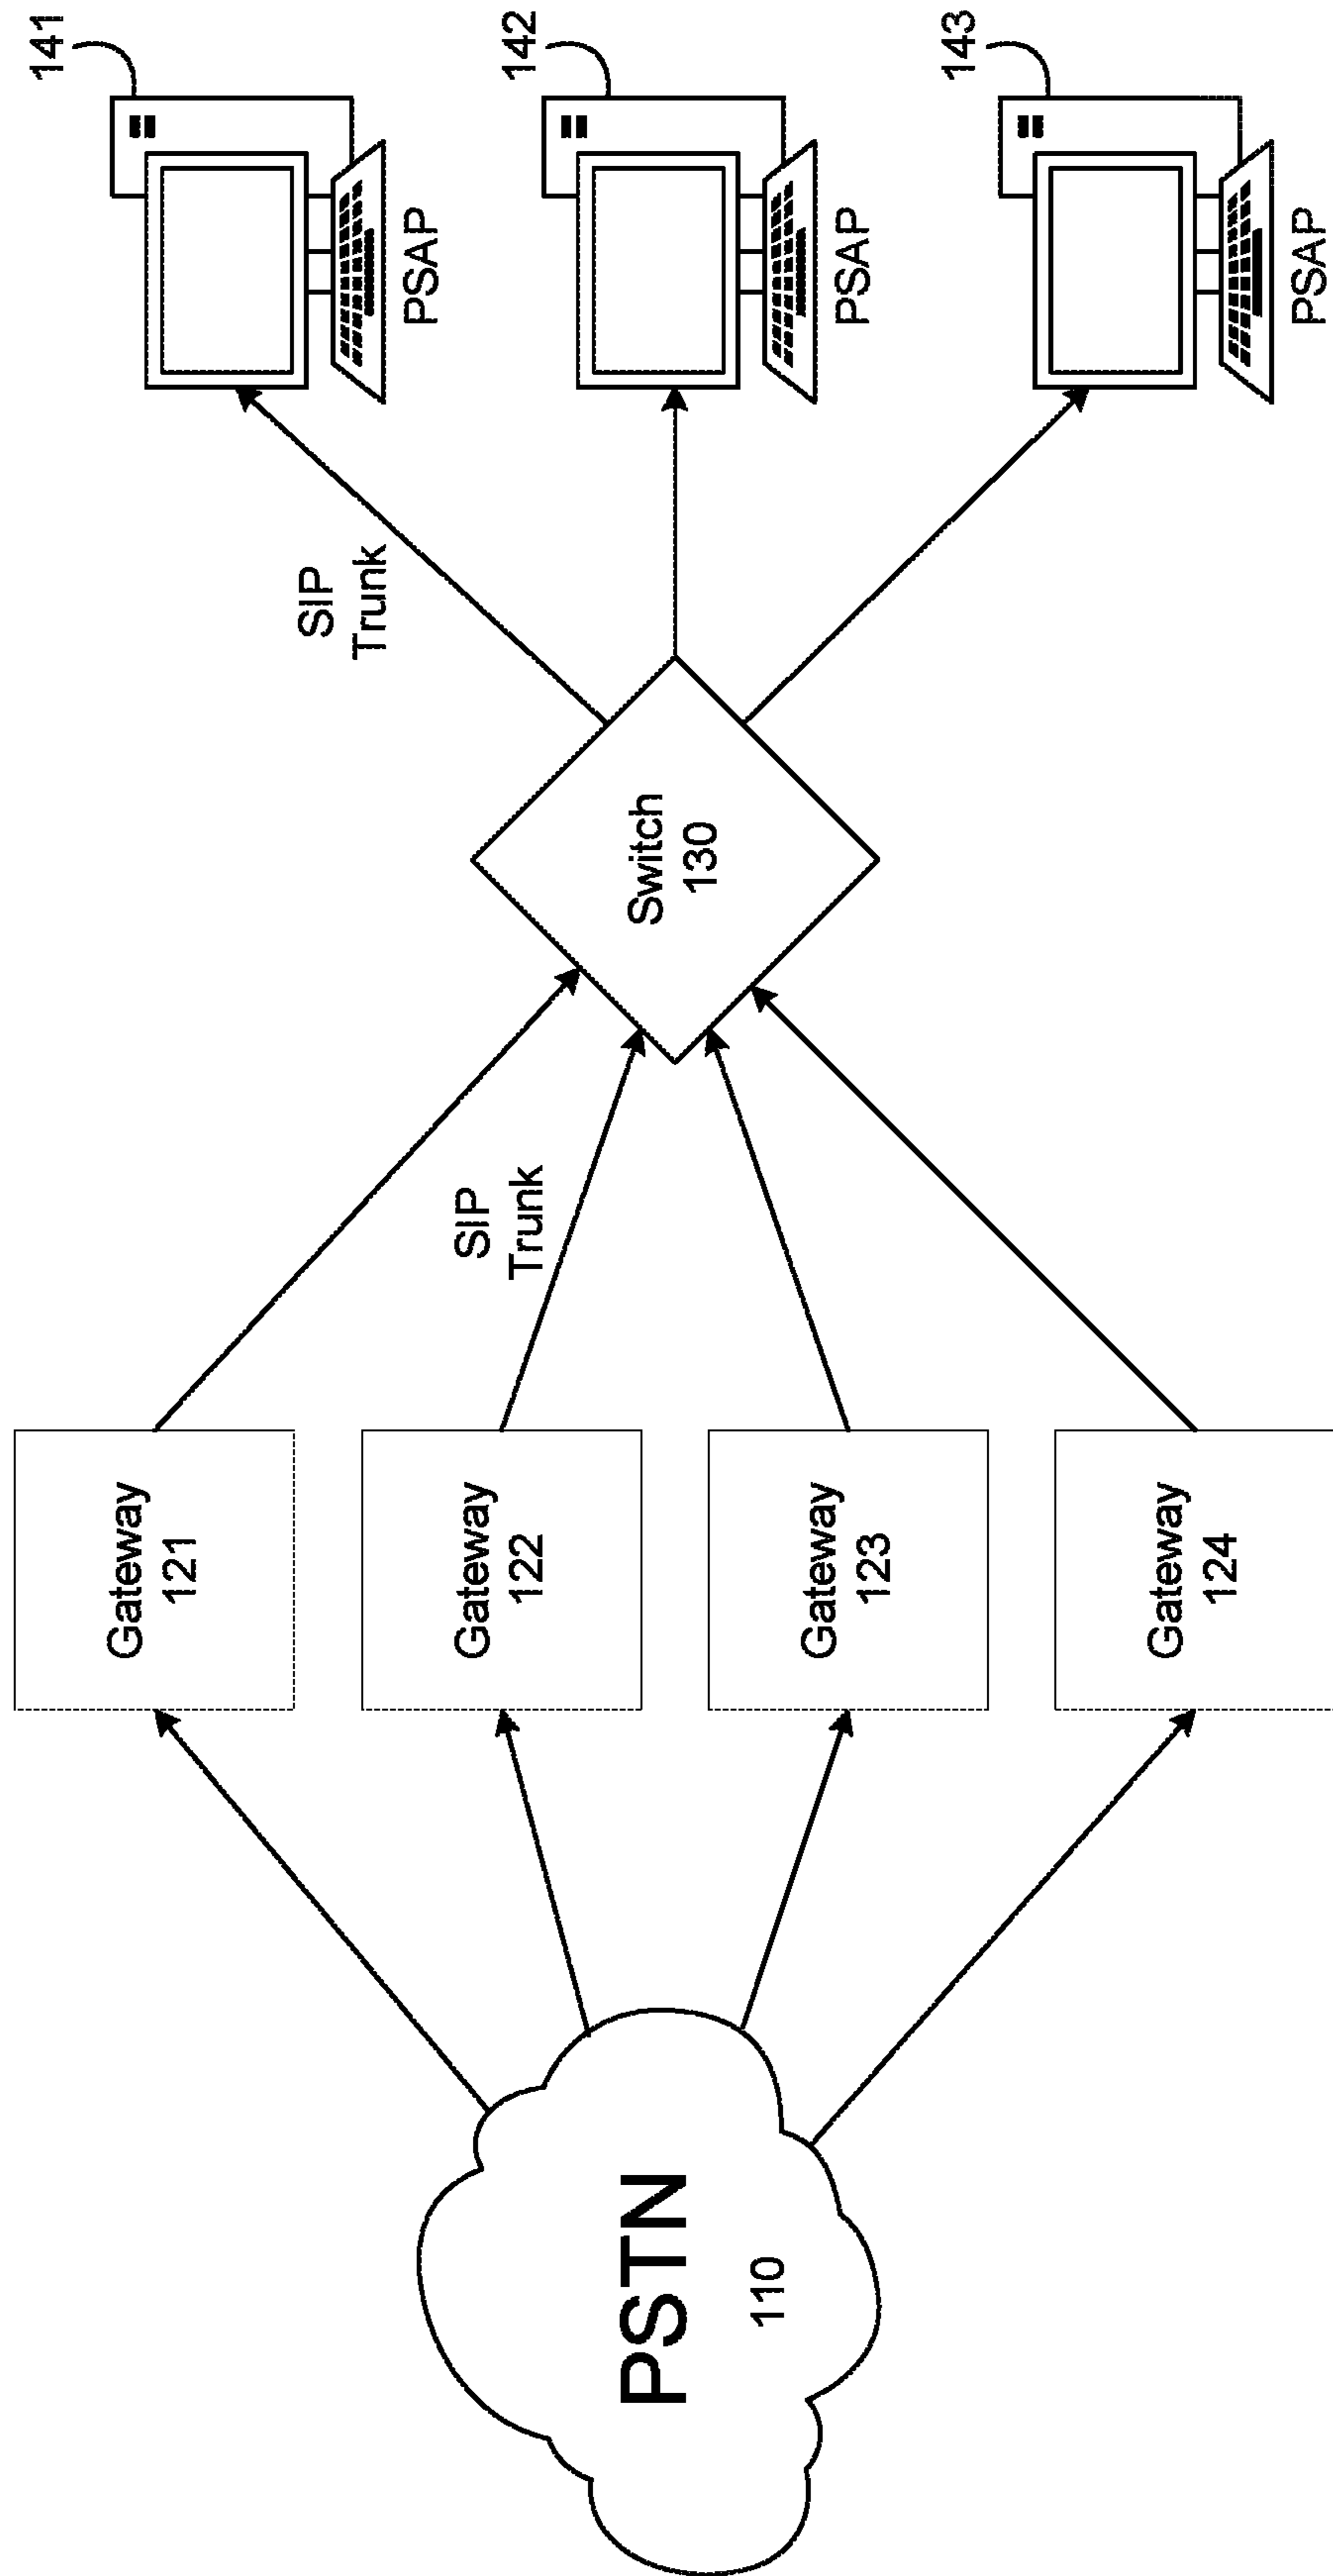 PSTN
110
Gateway
121
Gateway
122
Gateway
123
Gateway
124
SIP
Trunk
Switch
130
SIP
Trunk
141
PSAP
142
PSAP
143
PSAP